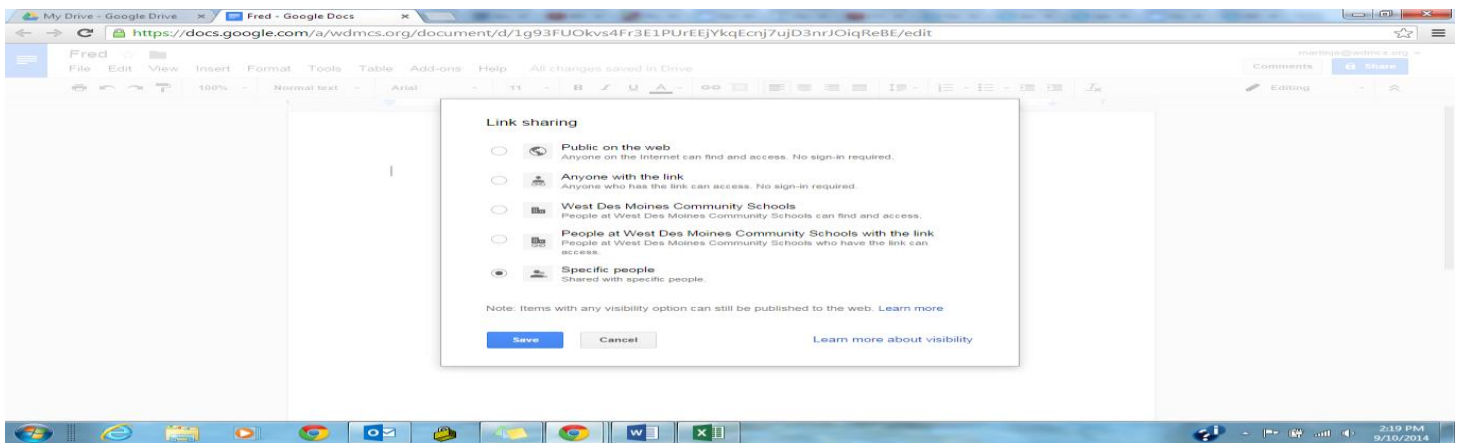 My Drive - Google Drive
Fred - Google Docs
https://docs.google.com/a/wdmcs.org/document/d/1g93FUOkvs4Fr3E1PUrEEjYkqEcnj7ujD3nrJOiqReBE/edit
Fred
File Edit View Insert Format Tools Table Add-ons Help All changes saved in Drive
Comments Share
100% Normal text Arial 11 B I U A Editing
Link sharing
Public on the web
Anyone on the Internet can find and access. No sign-in required.
Anyone with the link
Anyone who has the link can access. No sign-in required.
West Des Moines Community Schools
People at West Des Moines Community Schools can find and access.
People at West Des Moines Community Schools with the link
People at West Des Moines Community Schools who have the link can
access.
Specific people
Shared with specific people.
Note: Items with any visibility option can still be published to the web. Learn more
Save Cancel Learn more about visibility
2:19 PM
9/10/2014